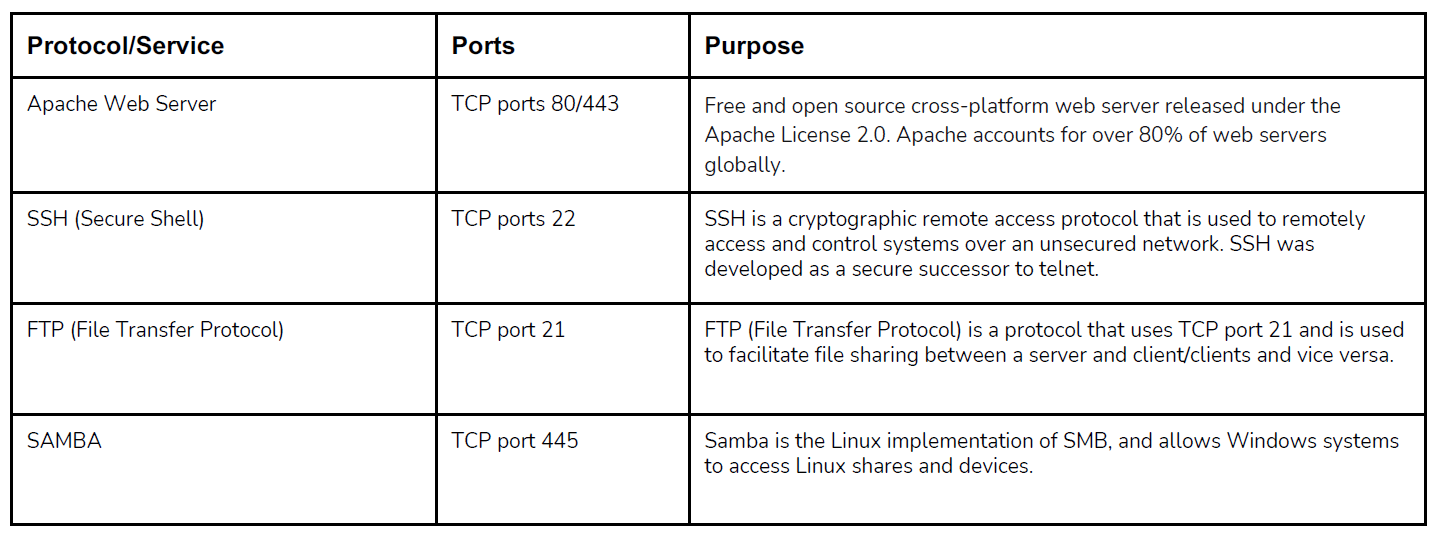 Protocol/Service
Ports
Purpose
Apache Web Server
TCP ports 80/443
Free and open source cross-platform web server released under the
Apache License 2.0. Apache accounts for over 80% of web servers
globally.
SSH (Secure Shell)
TCP ports 22
SSH is a cryptographic remote access protocol that is used to remotely
access and control systems over an unsecured network. SSH was
developed as a secure successor to telnet.
FTP (File Transfer Protocol)
TCP port 21
FTP (File Transfer Protocol) is a protocol that uses TCP port 21 and is used
to facilitate file sharing between a server and client/clients and vice versa.
SAMBA
TCP port 445
Samba is the Linux implementation of SMB, and allows Windows systems
to access Linux shares and devices.